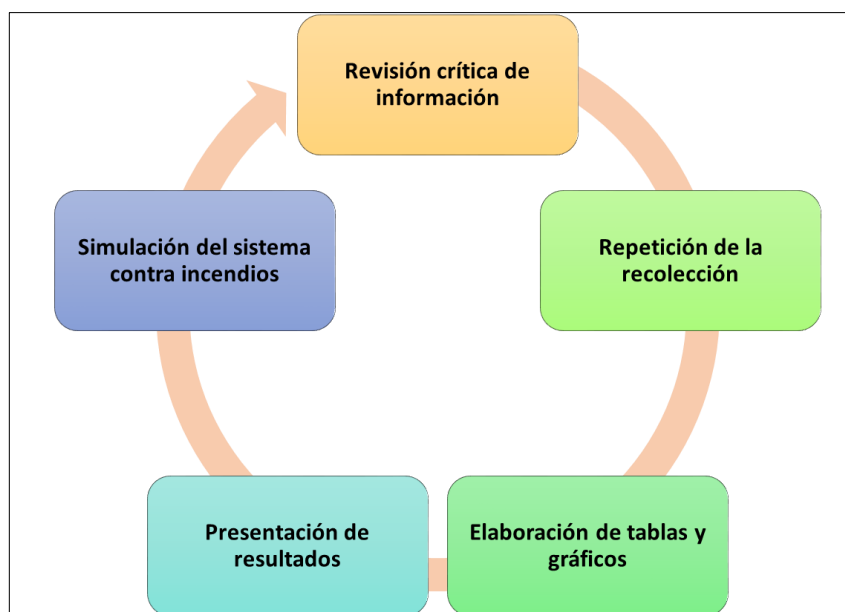 Revisión crítica de
información
Repetición de la
recolección
Elaboración de tablas y
gráficos
Presentación de
resultados
Simulación del sistema
contra incendios